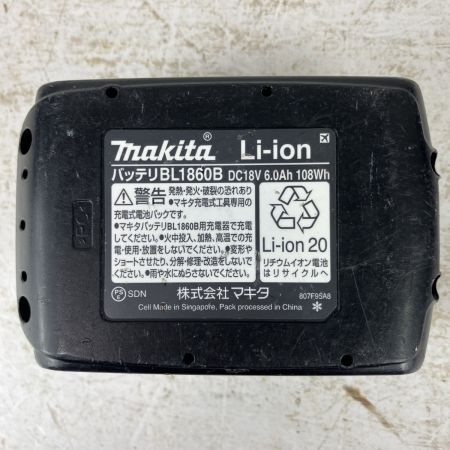 makita® Li-ion
バッテリBL1860B DC18V 6.0Ah 108Wh
警告 発熱・発火・破裂の恐れあり
●マキタ充電式工具専用の
充電式電池パックです。
●マキタバッテリBL1860B用充電器で充電
してください。●火中投入、加熱、高温での充
電・使用・放置をしないでください。●変形や
ショートさせたり、分解・修理・改造をしないで
ください。●雨や水にぬらさないでください。
Li-ion 20
リチウムイオン電池
はリサイクルへ
PSE SDN 株式会社マキタ 807F95A8
Cell Made in Singapore, Pack processed in China